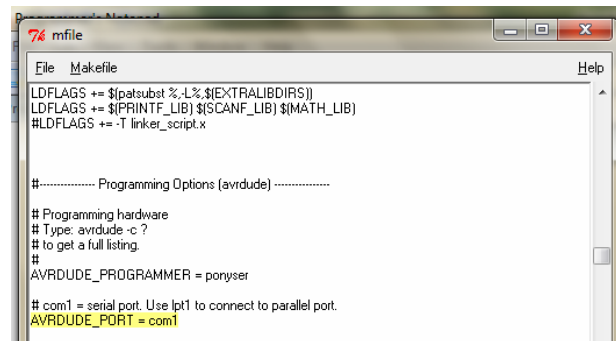 Programmer's Notepad
mfile
File Makefile Help
LDFLAGS += $(patsubst %,-L%,$(EXTRALIBDIRS))
LDFLAGS += $(PRINTF_LIB) $(SCANF_LIB) $(MATH_LIB)
#LDFLAGS += -T linker_script.x
#--------------- Programming Options (avrdude) ---------------
# Programming hardware
# Type: avrdude -c ?
# to get a full listing.
#
AVRDUDE_PROGRAMMER = ponyser
# com1 = serial port. Use lpt1 to connect to parallel port.
AVRDUDE_PORT = com1